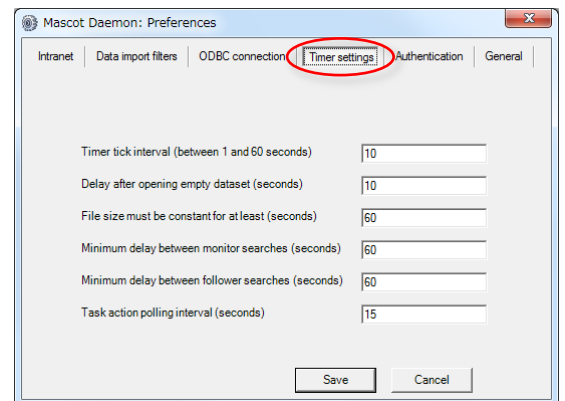 Mascot Daemon: Preferences
Intranet Data import filters ODBC connection Timer settings Authentication General
Timer tick interval (between 1 and 60 seconds) 10
Delay after opening empty dataset (seconds) 10
File size must be constant for at least (seconds) 60
Minimum delay between monitor searches (seconds) 60
Minimum delay between follower searches (seconds) 60
Task action polling interval (seconds) 15
Save Cancel